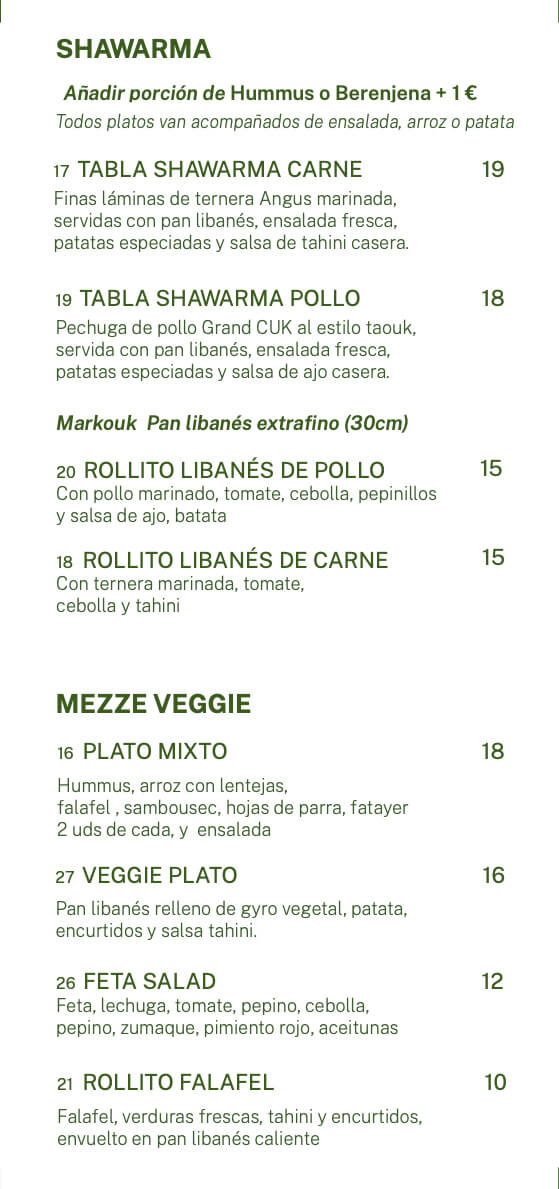 SHAWARMA
Añadir porción de Hummus o Berenjena + 1 €
Todos platos van acompañados de ensalada, arroz o patata
17 TABLA SHAWARMA CARNE 19
Finas láminas de ternera Angus marinada,
servidas con pan libanés, ensalada fresca,
patatas especiadas y salsa de tahini casera.
19 TABLA SHAWARMA POLLO 18
Pechuga de pollo Grand CUK al estilo taouk,
servida con pan libanés, ensalada fresca,
patatas especiadas y salsa de ajo casera.
Markouk Pan libanés extrafino (30cm)
20 ROLLITO LIBANÉS DE POLLO 15
Con pollo marinado, tomate, cebolla, pepinillos
y salsa de ajo, batata
18 ROLLITO LIBANÉS DE CARNE 15
Con ternera marinada, tomate,
cebolla y tahini
MEZZE VEGGIE
16 PLATO MIXTO 18
Hummus, arroz con lentejas,
falafel , sambousec, hojas de parra, fatayer
2 uds de cada, y ensalada
27 VEGGIE PLATO 16
Pan libanés relleno de gyro vegetal, patata,
encurtidos y salsa tahini.
26 FETA SALAD 12
Feta, lechuga, tomate, pepino, cebolla,
pepino, zumaque, pimiento rojo, aceitunas
21 ROLLITO FALAFEL 10
Falafel, verduras frescas, tahini y encurtidos,
envuelto en pan libanés caliente